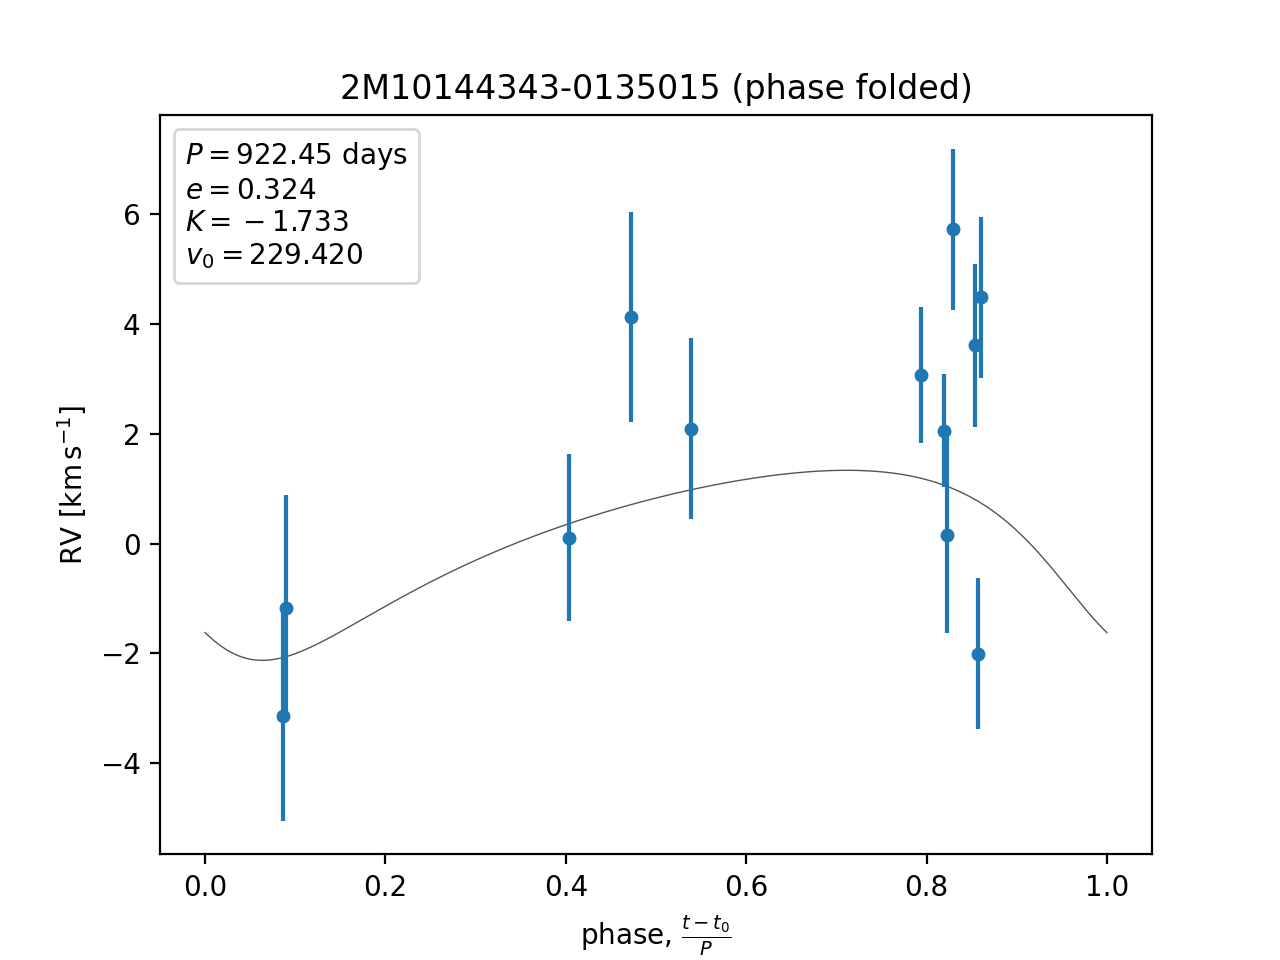 2M10144343-0135015 (phase folded)
P = 922.45 days
e = 0.324
K = −1.733
v₀ = 229.420
6
4
2
0
−2
−4
RV [km s⁻¹]
0.0 0.2 0.4 0.6 0.8 1.0
phase, (t − t₀)/P